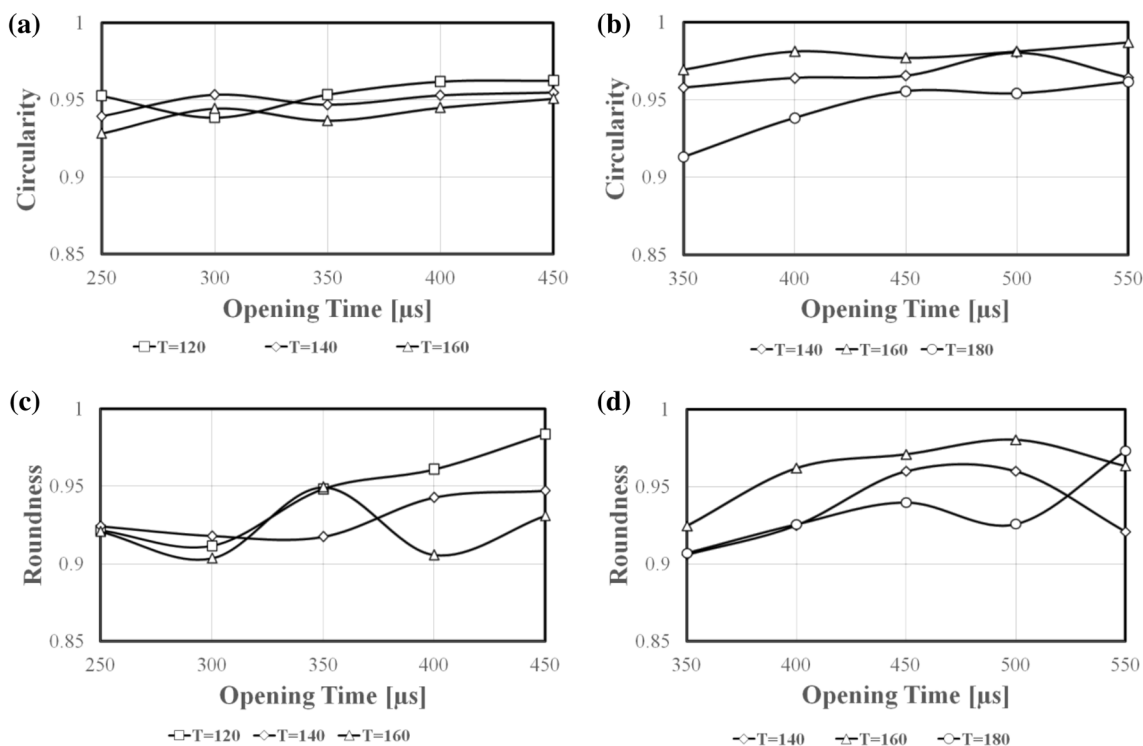 (a)
1
0.95
0.9
0.85
Circularity
250 300 350 400 450
Opening Time [μs]
T=120 T=140 T=160
(b)
1
0.95
0.9
0.85
Circularity
350 400 450 500 550
Opening Time [μs]
T=140 T=160 T=180
(c)
1
0.95
0.9
0.85
Roundness
250 300 350 400 450
Opening Time [μs]
T=120 T=140 T=160
(d)
1
0.95
0.9
0.85
Roundness
350 400 450 500 550
Opening Time [μs]
T=140 T=160 T=180